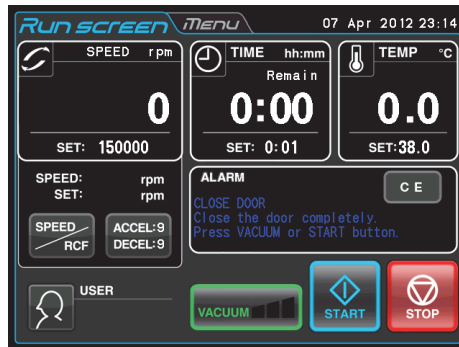 Run screen Menu 07 Apr 2012 23:14
SPEED rpm
0
SET: 150000
TIME hh:mm
Remain
0:00
SET: 0:01
TEMP °C
0.0
SET:38.0
SPEED: rpm
SET: rpm
SPEED/RCF
ACCEL:9
DECEL:9
ALARM
CE
CLOSE DOOR
Close the door completely.
Press VACUUM or START button.
USER
VACUUM
START
STOP